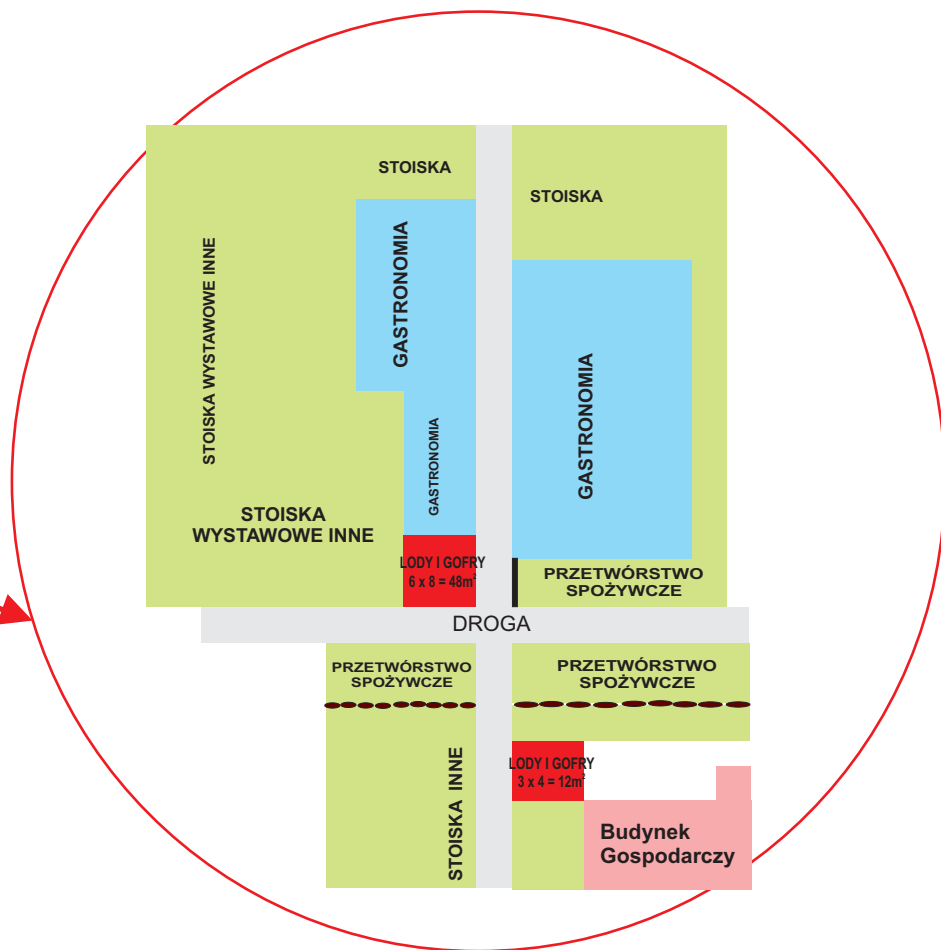 STOISKA
STOISKA
STOISKA WYSTAWOWE INNE
GASTRONOMIA
GASTRONOMIA
GASTRONOMIA
STOISKA
WYSTAWOWE INNE
LODY I GOFRY
6 x 8 = 48m²
PRZETWÓRSTWO
SPOŻYWCZE
DROGA
PRZETWÓRSTWO
SPOŻYWCZE
PRZETWÓRSTWO
SPOŻYWCZE
STOISKA INNE
LODY I GOFRY
3 x 4 = 12m²
Budynek
Gospodarczy